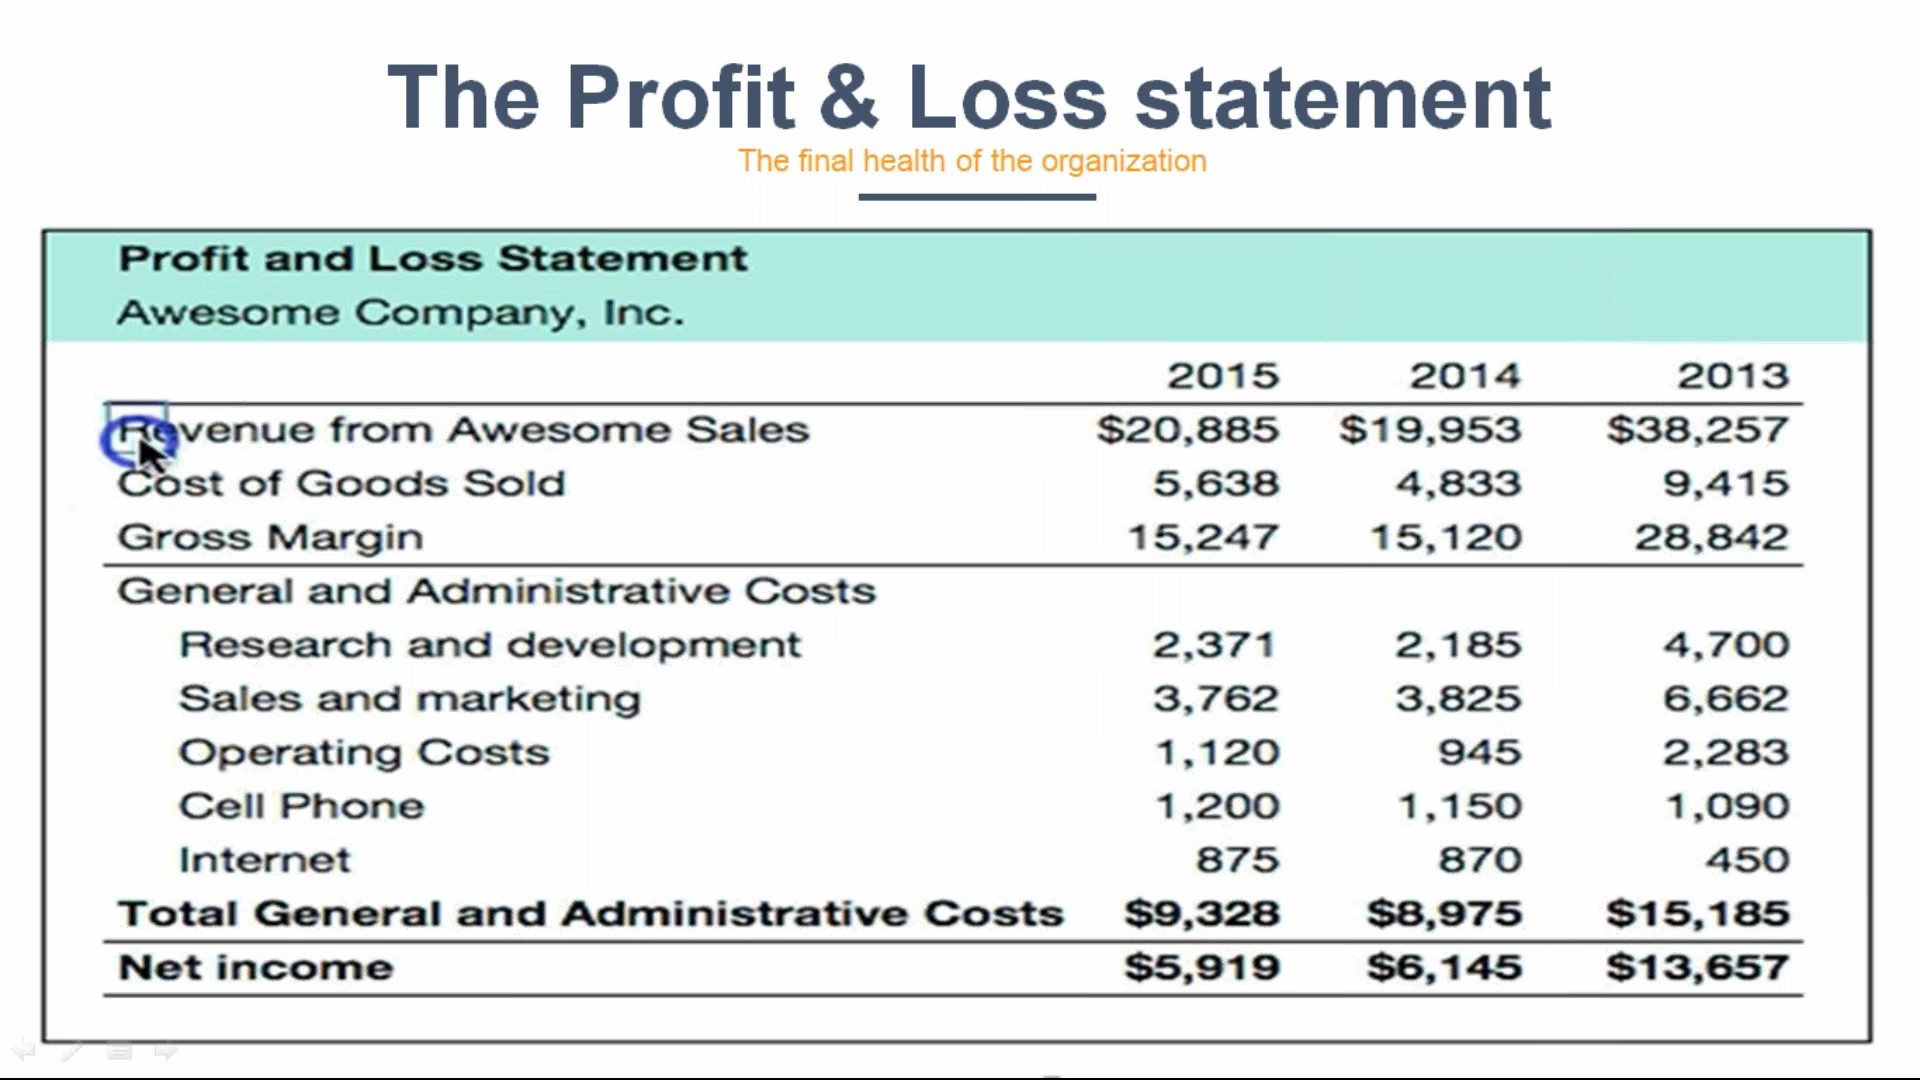 The Profit & Loss statement
The final health of the organization
Profit and Loss Statement
Awesome Company, Inc.
2015 2014 2013
Revenue from Awesome Sales $20,885 $19,953 $38,257
Cost of Goods Sold 5,638 4,833 9,415
Gross Margin 15,247 15,120 28,842
General and Administrative Costs
Research and development 2,371 2,185 4,700
Sales and marketing 3,762 3,825 6,662
Operating Costs 1,120 945 2,283
Cell Phone 1,200 1,150 1,090
Internet 875 870 450
Total General and Administrative Costs $9,328 $8,975 $15,185
Net income $5,919 $6,145 $13,657